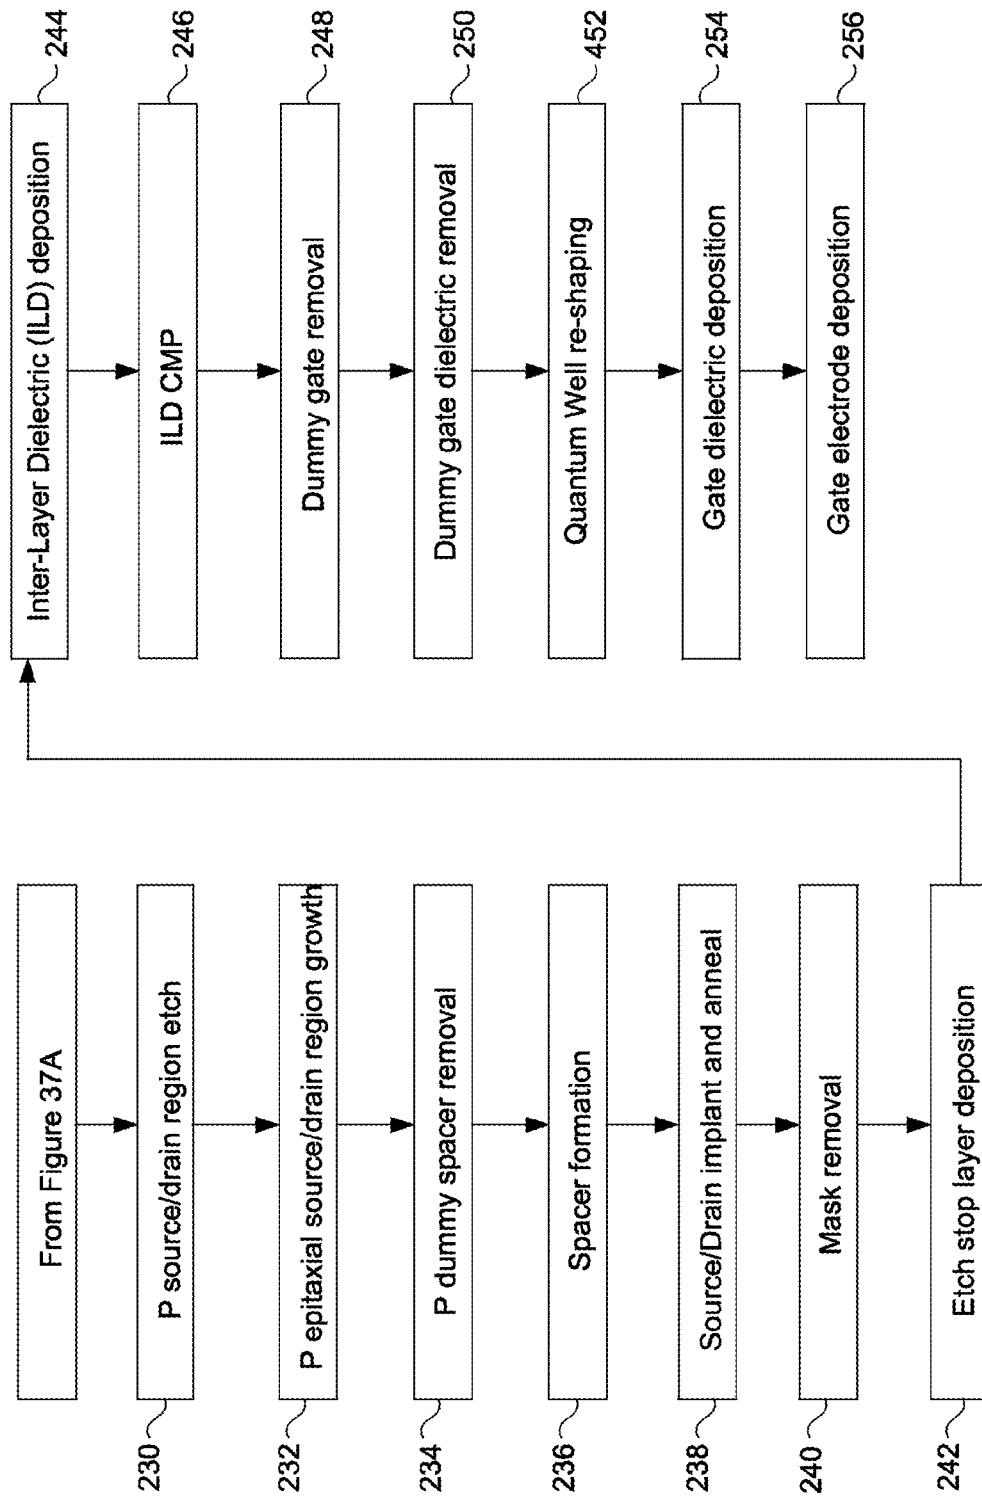 From Figure 37A
230
P source/drain region etch
232
P epitaxial source/drain region growth
234
P dummy spacer removal
236
Spacer formation
238
Source/Drain implant and anneal
240
Mask removal
242
Etch stop layer deposition
Inter-Layer Dielectric (ILD) deposition
244
ILD CMP
246
Dummy gate removal
248
Dummy gate dielectric removal
250
Quantum Well re-shaping
452
Gate dielectric deposition
254
Gate electrode deposition
256